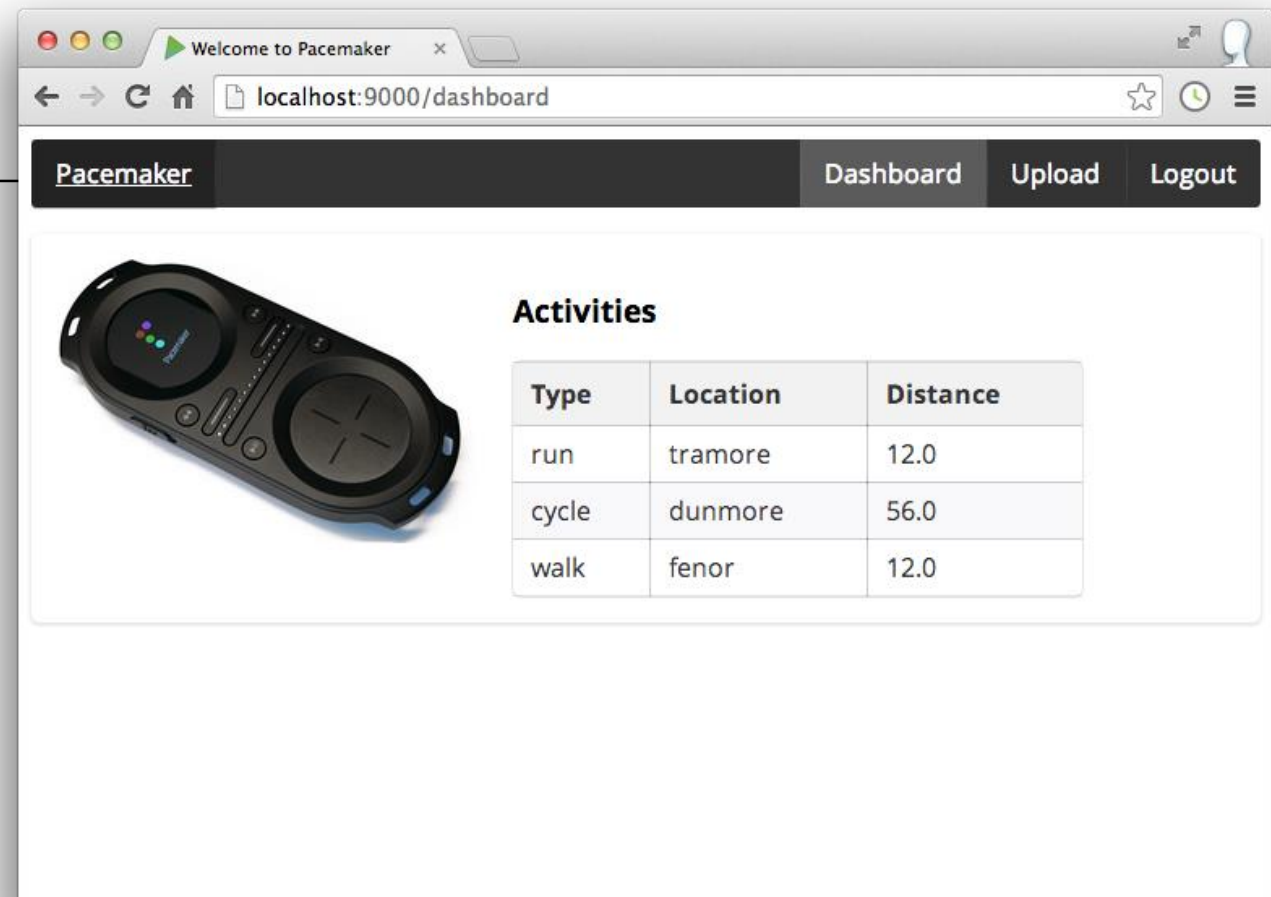 Welcome to Pacemaker
localhost:9000/dashboard
Pacemaker Dashboard Upload Logout
Pacemaker
Activities
Type Location Distance
run tramore 12.0
cycle dunmore 56.0
walk fenor 12.0